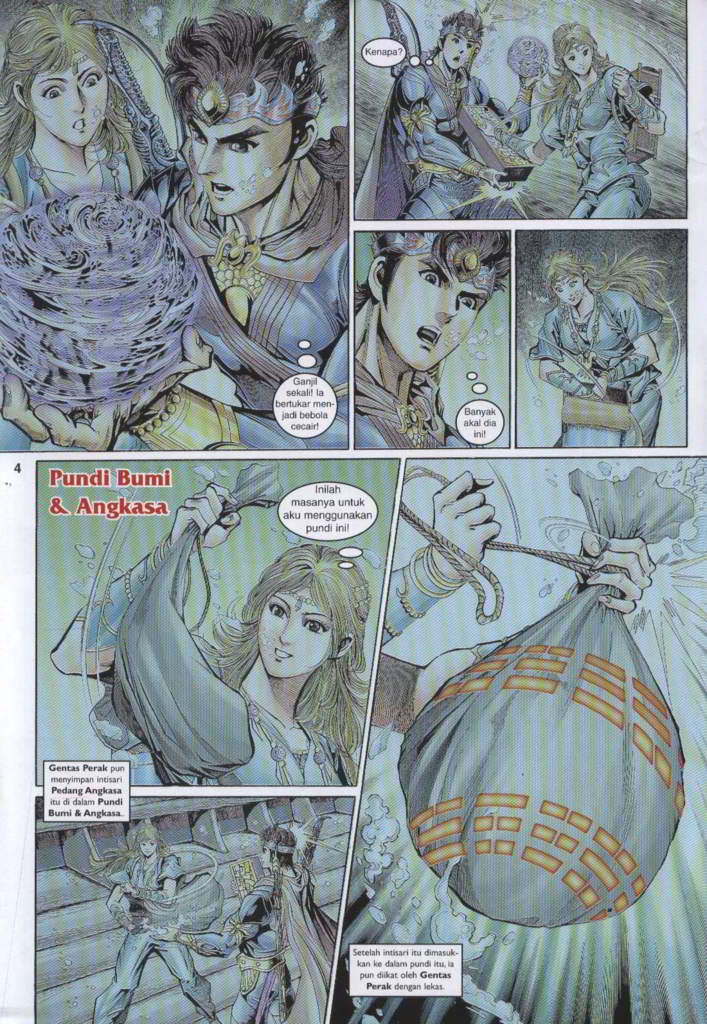 Ganjil
sekali! Ia
bertukar men-
jadi bebola
cecair!
Kenapa?
Banyak
akal dia
ini!
4
Pundi Bumi
& Angkasa
Inilah
masanya untuk
aku menggunakan
pundi ini!
Gentas Perak pun
menyimpan intisari
Pedang Angkasa
itu di dalam Pundi
Bumi & Angkasa..
Setelah intisari itu dimasuk-
kan ke dalam pundi itu, ia
pun diikat oleh Gentas
Perak dengan lekas.